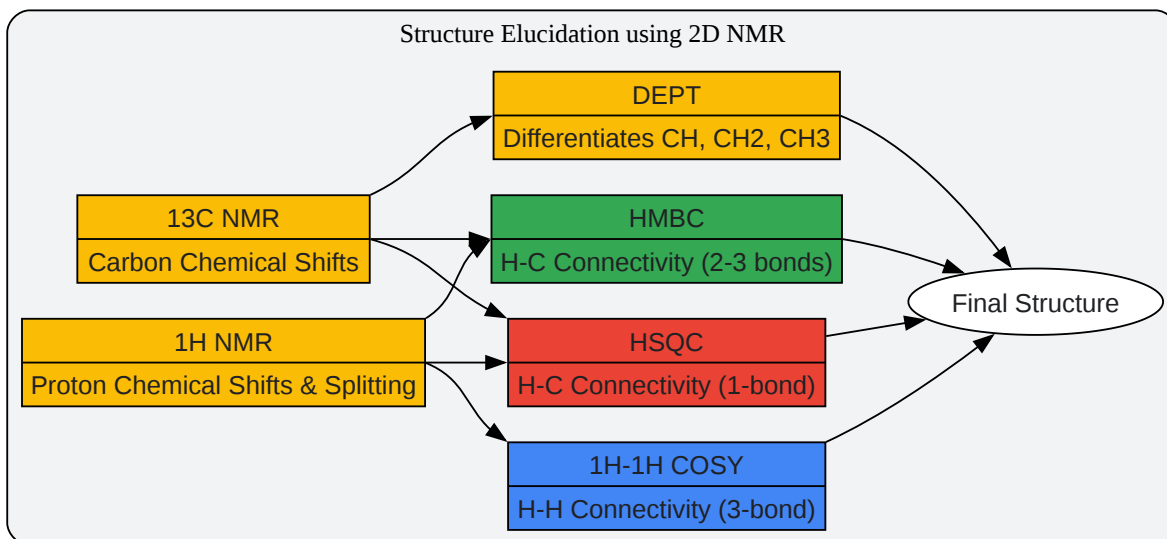 Structure Elucidation using 2D NMR
DEPT
Differentiates CH, CH2, CH3
13C NMR
Carbon Chemical Shifts
HMBC
H-C Connectivity (2-3 bonds)
Final Structure
1H NMR
Proton Chemical Shifts & Splitting
HSQC
H-C Connectivity (1-bond)
1H-1H COSY
H-H Connectivity (3-bond)